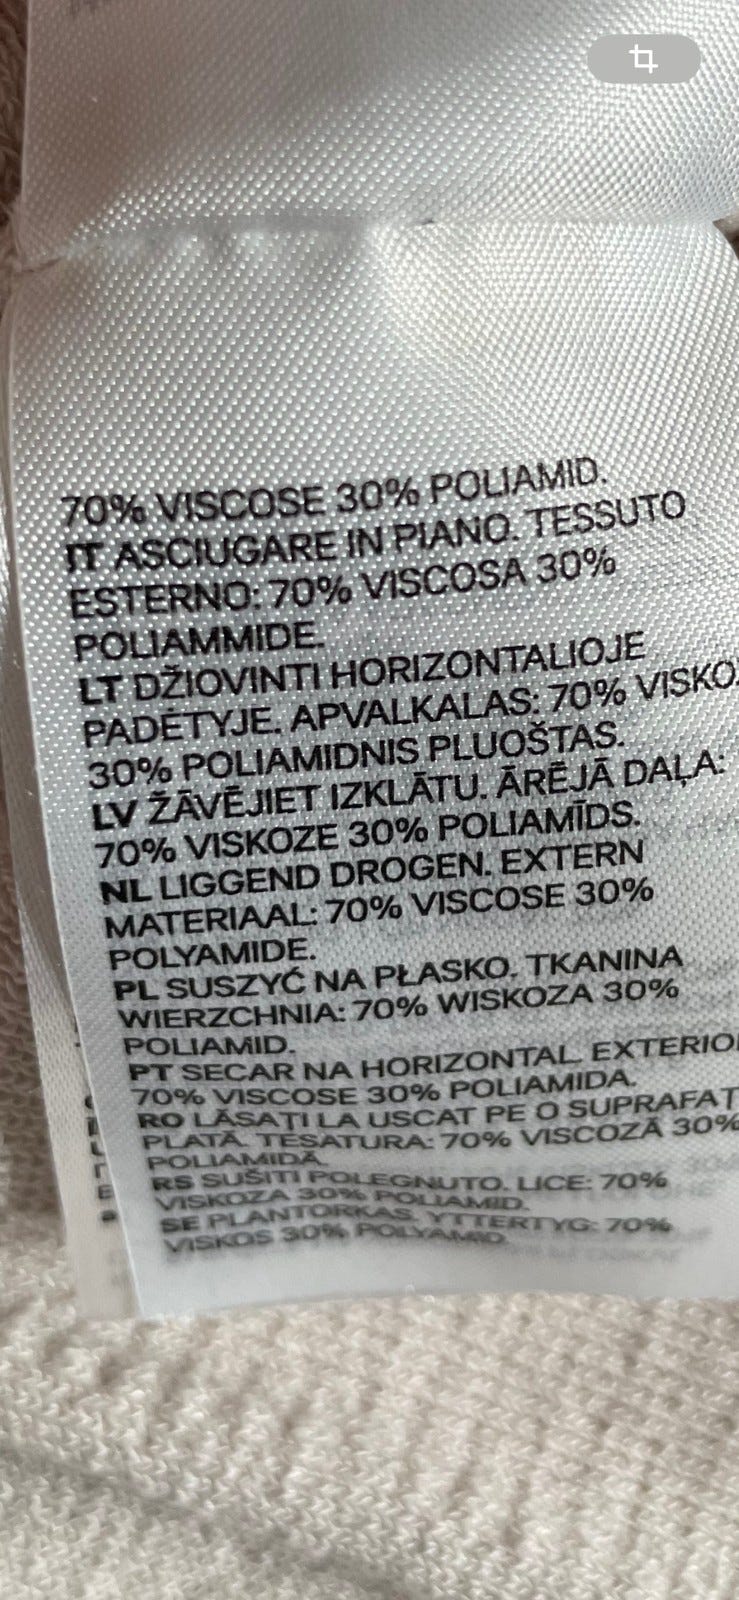 70% VISCOSE 30% POLIAMID.
IT ASCIUGARE IN PIANO. TESSUTO
ESTERNO: 70% VISCOSA 30%
POLIAMMIDE.
LT DŽIOVINTI HORIZONTALIOJE
PADĖTYJE. APVALKALAS: 70% VISKO
30% POLIAMIDNIS PLUOŠTAS.
LV ŽĀVĒJIET IZKLĀTU. ĀRĒJĀ DAĻA:
70% VISKOZE 30% POLIAMĪDS.
NL LIGGEND DROGEN. EXTERN
MATERIAAL: 70% VISCOSE 30%
POLYAMIDE.
PL SUSZYĆ NA PŁASKO. TKANINA
WIERZCHNIA: 70% WISKOZA 30%
POLIAMID.
PT SECAR NA HORIZONTAL. EXTERIO
70% VISCOSE 30% POLIAMIDA.
RO LĂSAȚI LA USCAT PE O SUPRAFAȚ
PLATĂ. ȚESĂTURA: 70% VISCOZĂ 30%
POLIAMIDĂ.
RS SUŠITI POLEGNUTO. LICE: 70%
VISKOZA 30% POLIAMID.
SE PLANTORKAS. YTTERTYG: 70%
VISKOS 30% POLYAMID.